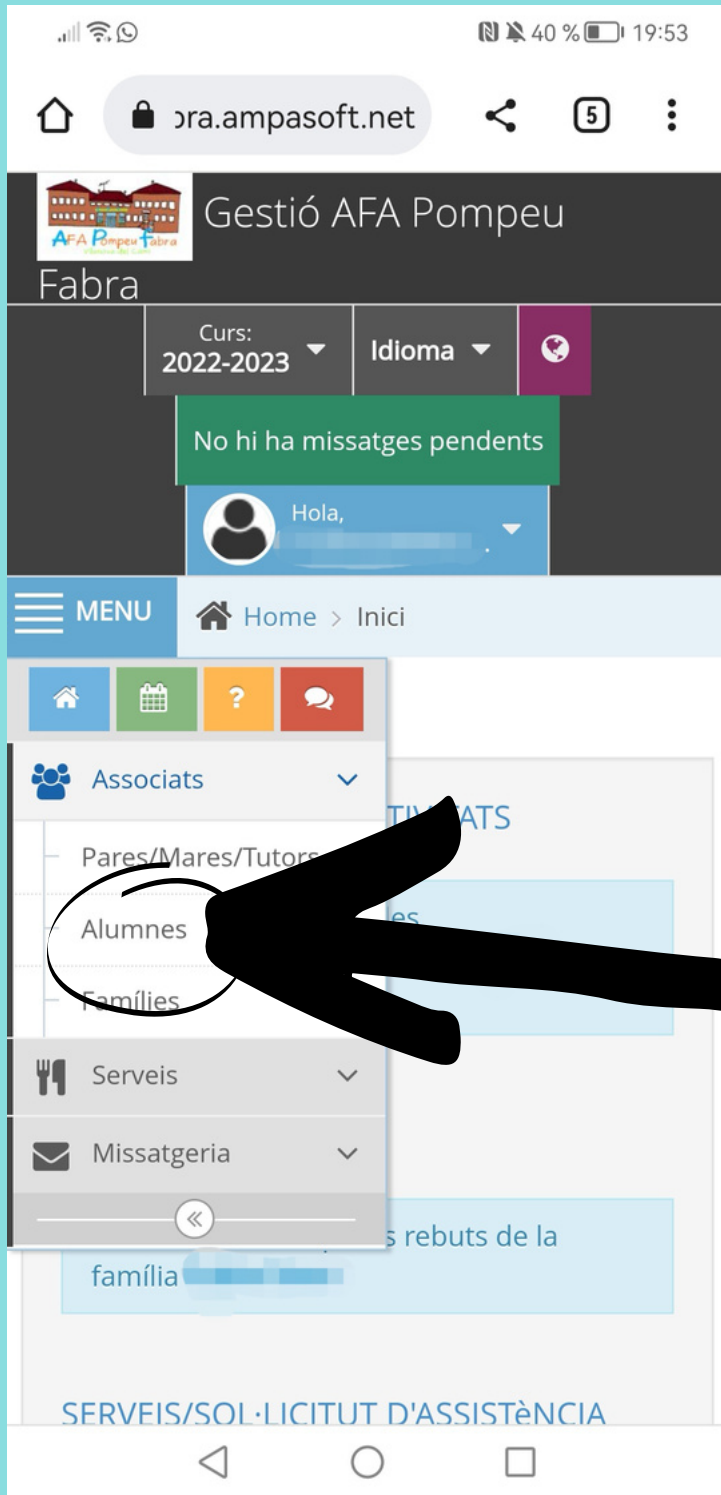 40 % 19:53
ora.ampasoft.net 5
AFA Pompeu Fabra
Gestió AFA Pompeu
Fabra
Curs:
2022-2023
Idioma
No hi ha missatges pendents
Hola,
MENU
Home > Inici
?
Associats
Pares/Mares/Tutors
Alumnes
Famílies
Serveis
Missatgeria
rebuts de la
família
SERVEIS/SOL·LICITUT D'ASSISTèNCIA